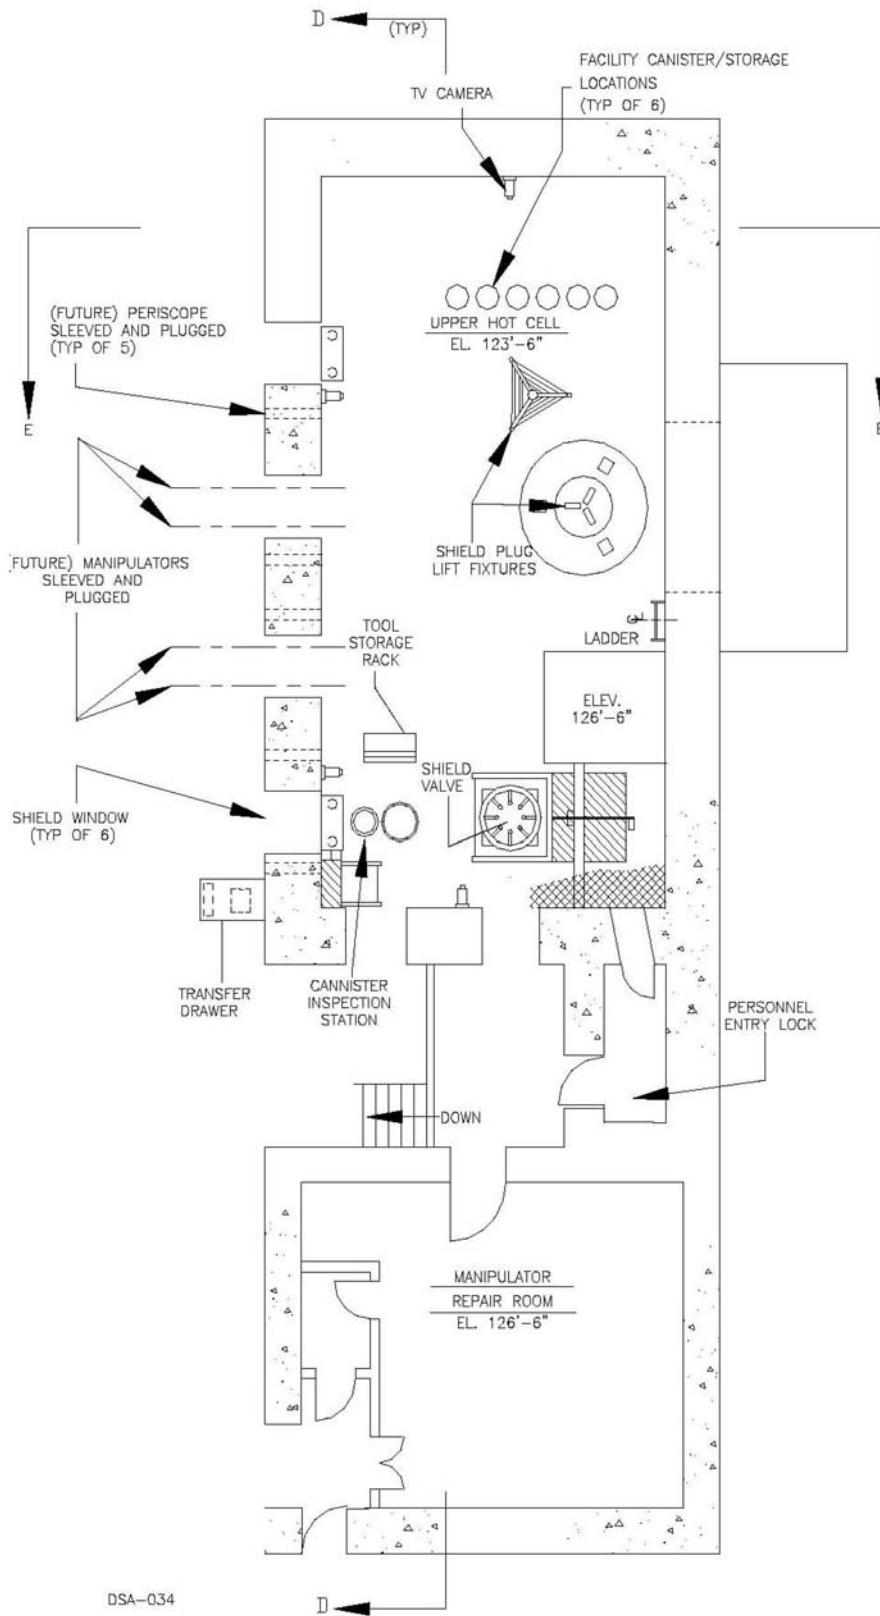 D
(TYP)
FACILITY CANISTER/STORAGE
LOCATIONS
(TYP OF 6)
TV CAMERA
(FUTURE) PERISCOPE
SLEEVED AND PLUGGED
(TYP OF 5)
UPPER HOT CELL
EL. 123'-6"
E
(FUTURE) MANIPULATORS
SLEEVED AND
PLUGGED
SHIELD PLUG
LIFT FIXTURES
TOOL
STORAGE
RACK
LADDER
ELEV.
126'-6"
SHIELD
VALVE
SHIELD WINDOW
(TYP OF 6)
TRANSFER
DRAWER
CANNISTER
INSPECTION
STATION
PERSONNEL
ENTRY LOCK
DOWN
MANIPULATOR
REPAIR ROOM
EL. 126'-6"
DSA-034
D